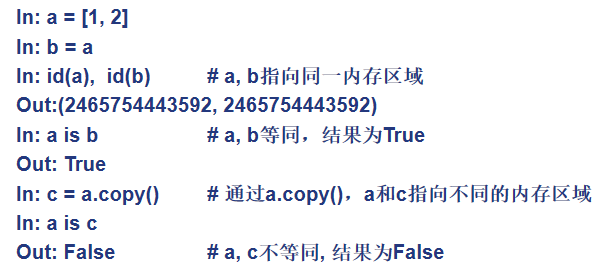 In: a = [1, 2]
In: b = a
In: id(a),  id(b)        # a, b指向同一内存区域
Out:(2465754443592, 2465754443592)
In: a is b        # a, b等同，结果为True
Out: True
In: c = a.copy()        # 通过a.copy()，a和c指向不同的内存区域
In: a is c
Out: False        # a, c不等同, 结果为False